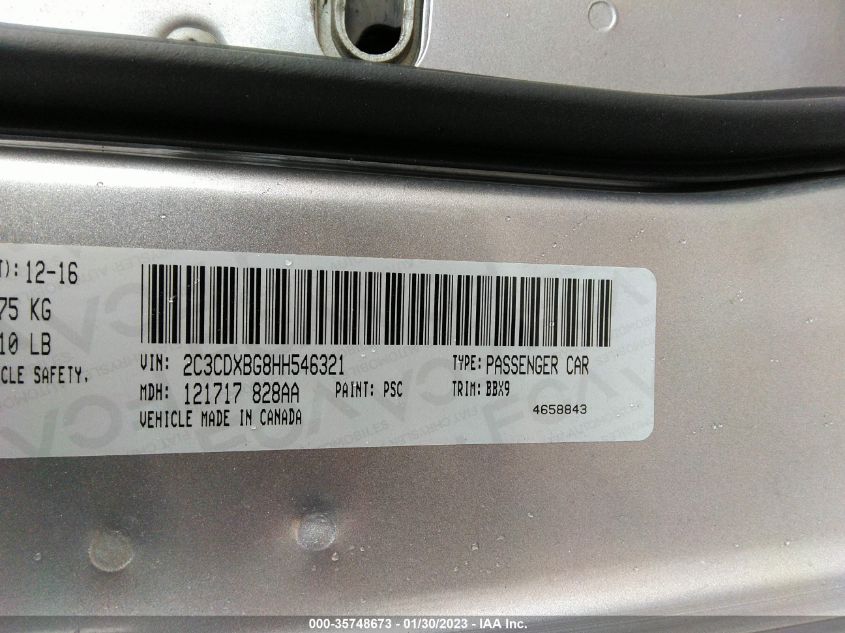 T): 12-16
75 KG
10 LB
CLE SAFETY,
VIN: 2C3CDXBG8HH546321 TYPE: PASSENGER CAR
MDH: 121717 828AA PAINT: PSC TRIM: BBX9
VEHICLE MADE IN CANADA
4658843
000-35748673 — 01/30/2023 — IAA Inc.